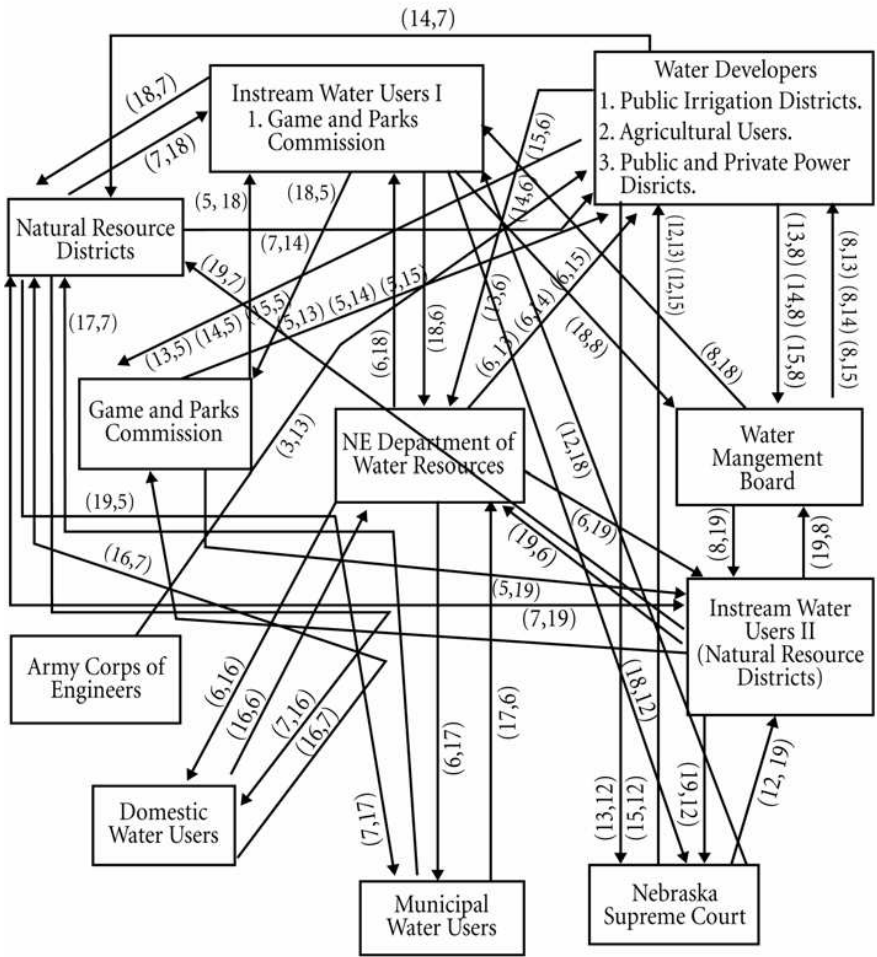 (14,7)
Water Developers
1. Public Irrigation Districts.
2. Agricultural Users.
3. Public and Private Power
Districts.
Instream Water Users I
1. Game and Parks
Commission
(18,7)
(7,18)
(15,6)
(14,6)
Natural Resource
Districts
(5, 18)
(18,5)
(7,14)
(19,7)
(12,13) (12,15)
(13,8) (14,8) (15,8)
(8,13) (8,14) (8,15)
(17,7)
(13,5) (14,5) (15,5)
(5,13) (5,14) (5,15)
(6,18)
(18,6)
(13,6)
(6, 13) (6,14) (6,15)
(18,8)
(8,18)
Game and Parks
Commission
(3,13)
NE Department of
Water Resources
(12,18)
Water
Mangement
Board
(19,5)
(16,7)
(19,6)
(6,19)
(8,19)
(19,8)
(5,19)
(7,19)
Instream Water
Users II
(Natural Resource
Districts)
Army Corps of
Engineers
(6,16)
(16,6)
(7,16)
(16,7)
(6,17)
(17,6)
(18,12)
(19,12)
(12, 19)
Domestic
Water Users
(7,17)
(13,12)
(15,12)
Municipal
Water Users
Nebraska
Supreme Court